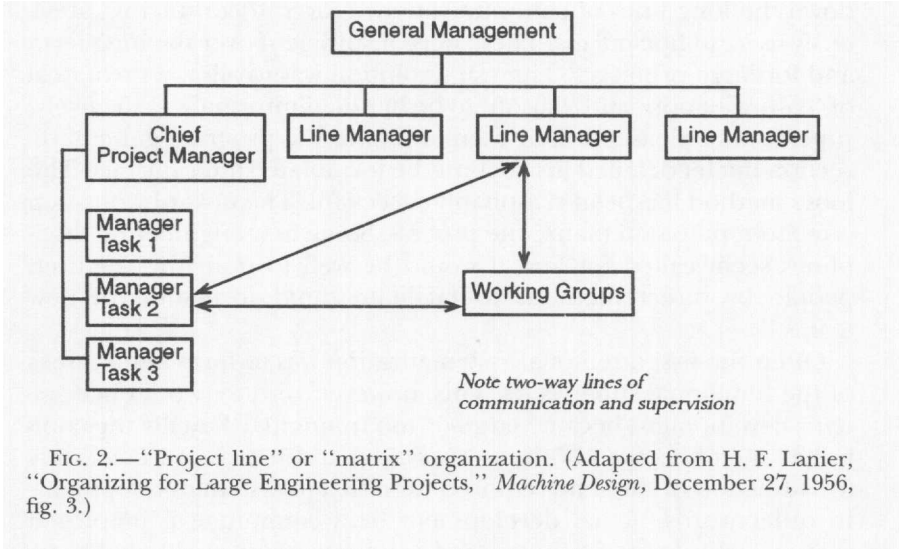 General Management
Chief
Project Manager
Line Manager
Line Manager
Line Manager
Manager
Task 1
Manager
Task 2
Working Groups
Manager
Task 3
Note two-way lines of
communication and supervision
FIG. 2.—“Project line” or “matrix” organization. (Adapted from H. F. Lanier,
“Organizing for Large Engineering Projects,” Machine Design, December 27, 1956,
fig. 3.)